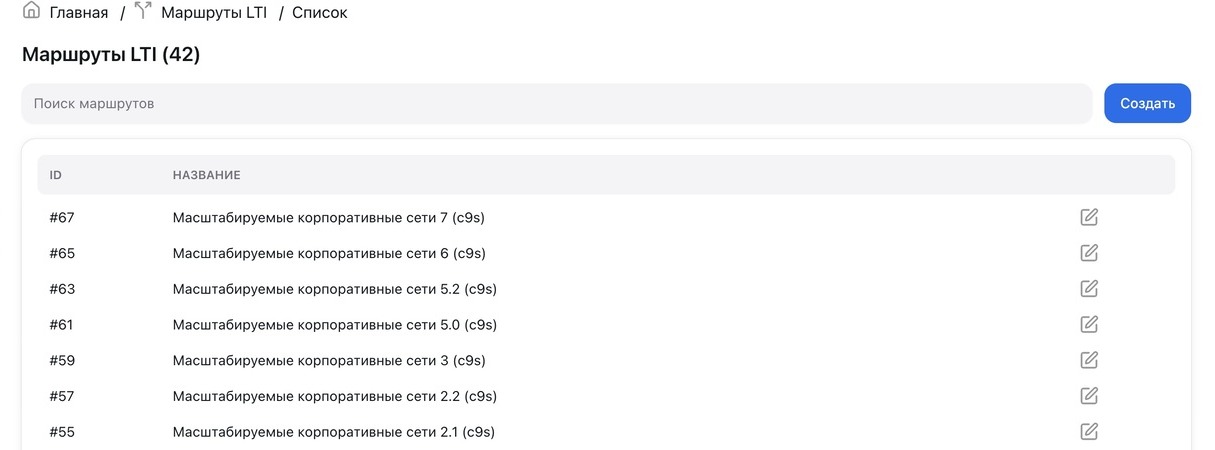 Главная / Маршруты LTI / Список
Маршруты LTI (42)
Поиск маршрутов
Создать
ID НАЗВАНИЕ
#67 Масштабируемые корпоративные сети 7 (c9s)
#65 Масштабируемые корпоративные сети 6 (c9s)
#63 Масштабируемые корпоративные сети 5.2 (c9s)
#61 Масштабируемые корпоративные сети 5.0 (c9s)
#59 Масштабируемые корпоративные сети 3 (c9s)
#57 Масштабируемые корпоративные сети 2.2 (c9s)
#55 Масштабируемые корпоративные сети 2.1 (c9s)